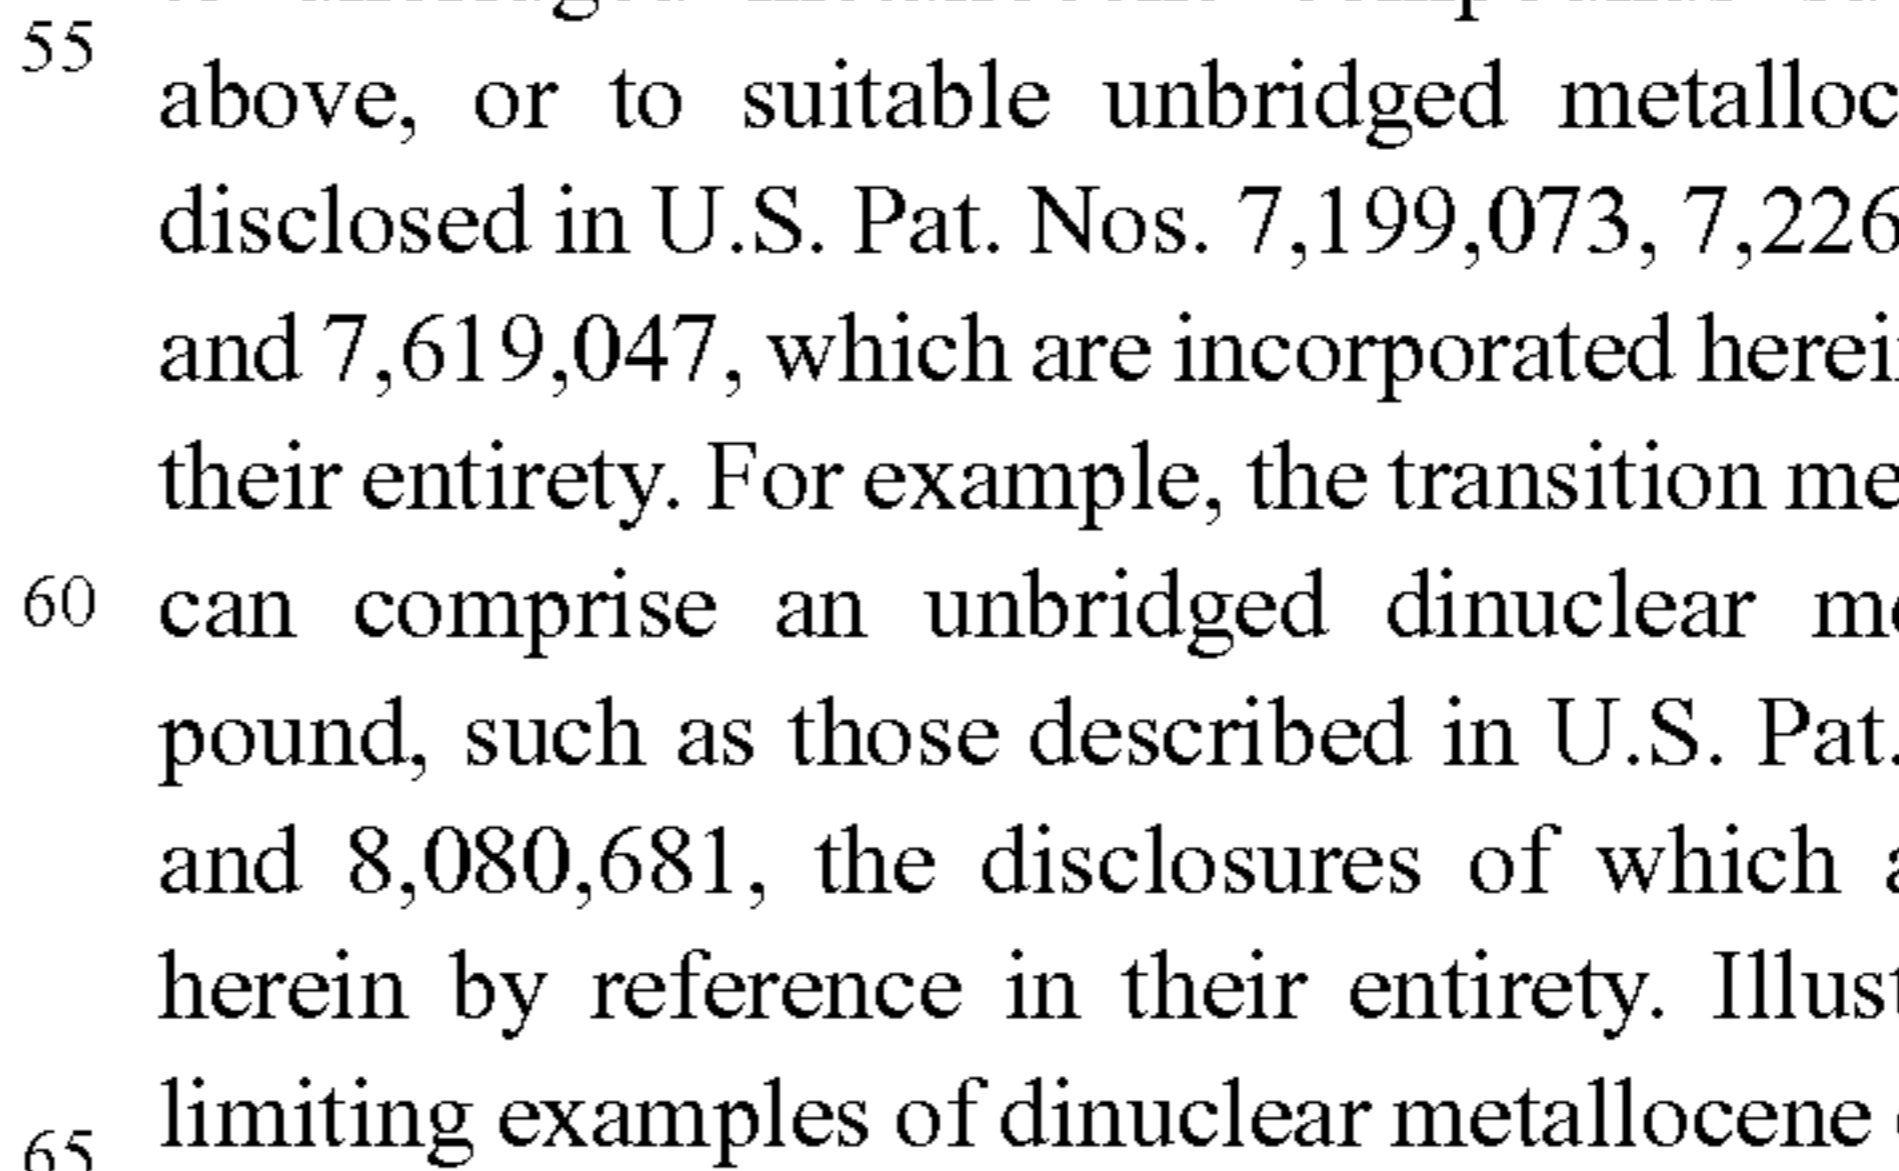 55
above, or to suitable unbridged metalloc
disclosed in U.S. Pat. Nos. 7,199,073, 7,226
and 7,619,047, which are incorporated herei
their entirety. For example, the transition me
60 can comprise an unbridged dinuclear m
pound, such as those described in U.S. Pat.
and 8,080,681, the disclosures of which a
herein by reference in their entirety. Illust
65 limiting examples of dinuclear metallocene